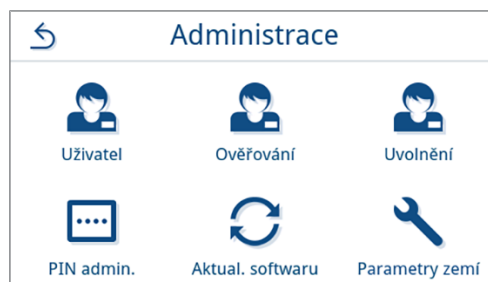 Administrace
Uživatel
Ověřování
Uvolnění
PIN admin.
Aktual. softwaru
Parametry zemí